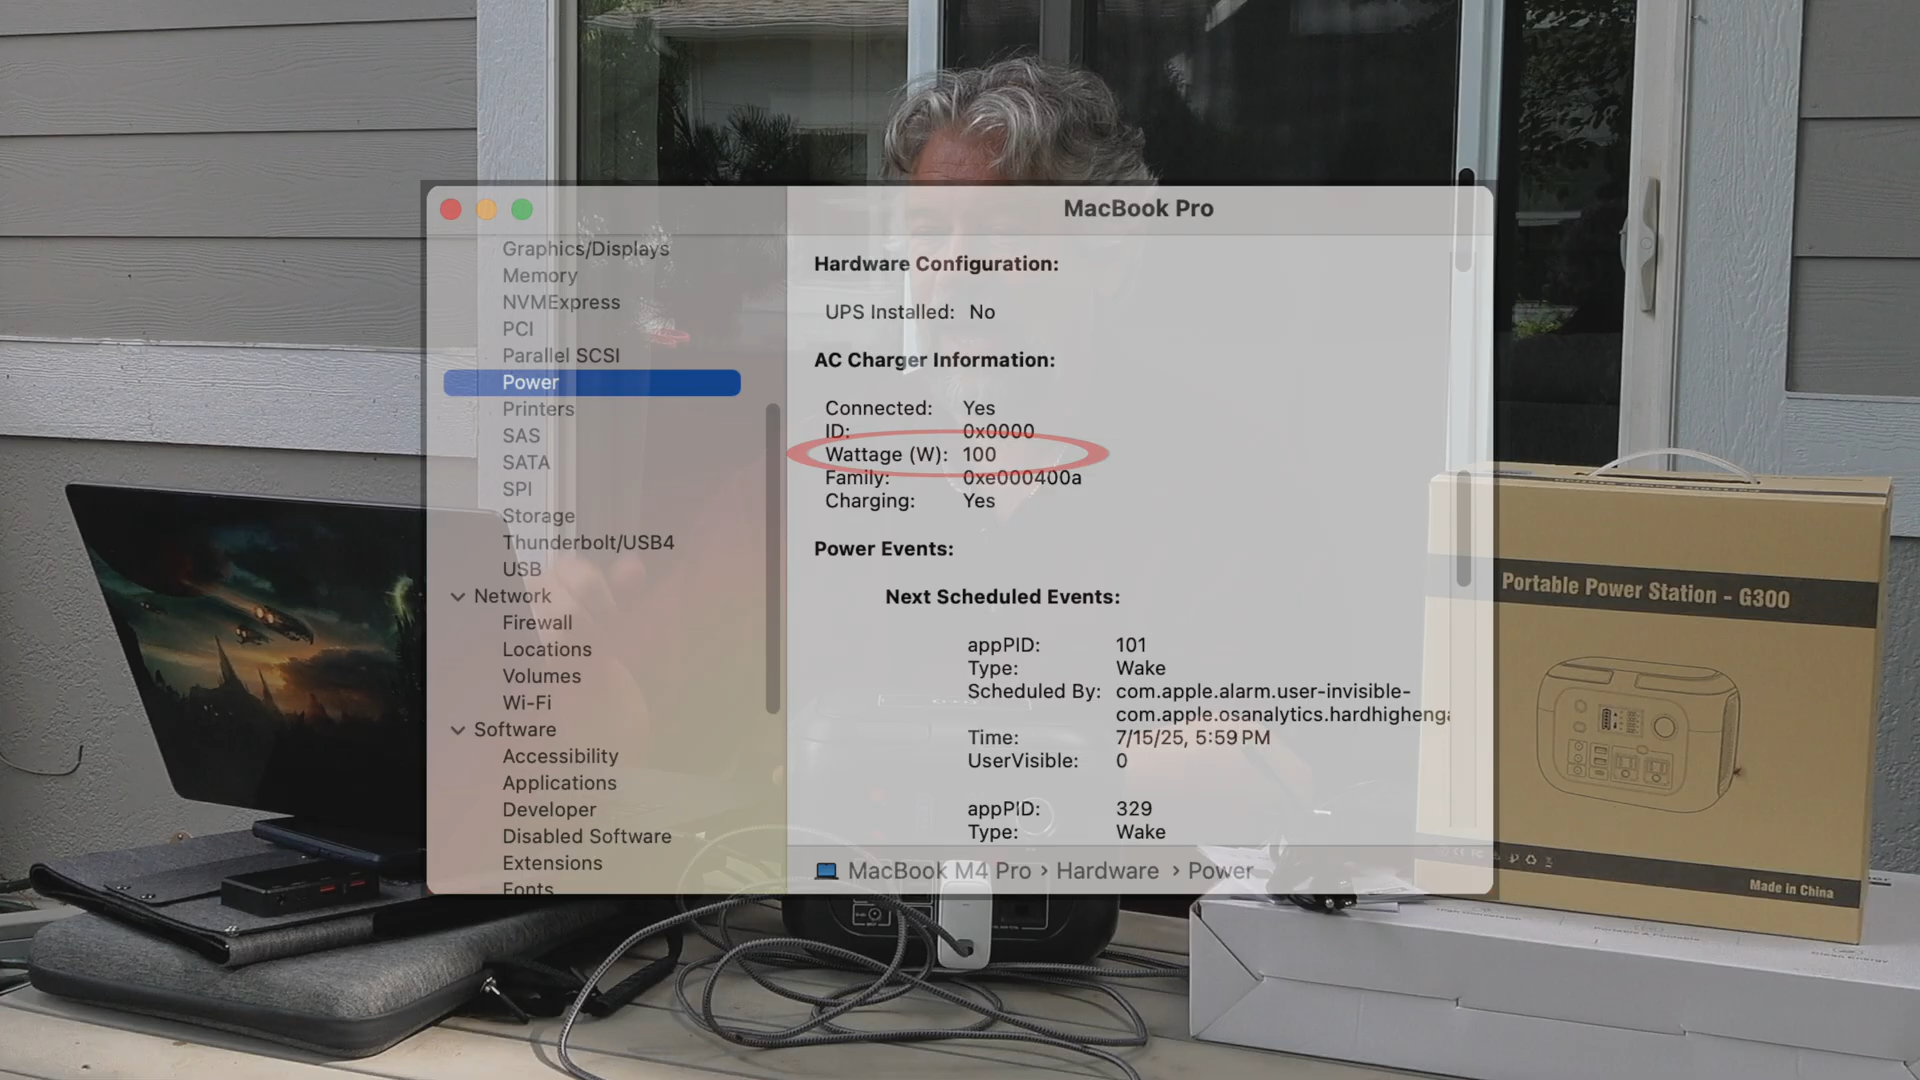 MacBook Pro
Graphics/Displays
Memory
NVMExpress
PCI
Parallel SCSI
Power
Printers
SAS
SATA
SPI
Storage
Thunderbolt/USB4
USB
Network
Firewall
Locations
Volumes
Wi-Fi
Software
Accessibility
Applications
Developer
Disabled Software
Extensions
Fonts
Hardware Configuration:
UPS Installed: No
AC Charger Information:
Connected: Yes
ID: 0x0000
Wattage (W): 100
Family: 0xe000400a
Charging: Yes
Power Events:
Next Scheduled Events:
appPID: 101
Type: Wake
Scheduled By: com.apple.alarm.user-invisible-
com.apple.osanalytics.hardhighenga
Time: 7/15/25, 5:59 PM
UserVisible: 0
appPID: 329
Type: Wake
MacBook M4 Pro › Hardware › Power
Portable Power Station - G300
Made in China